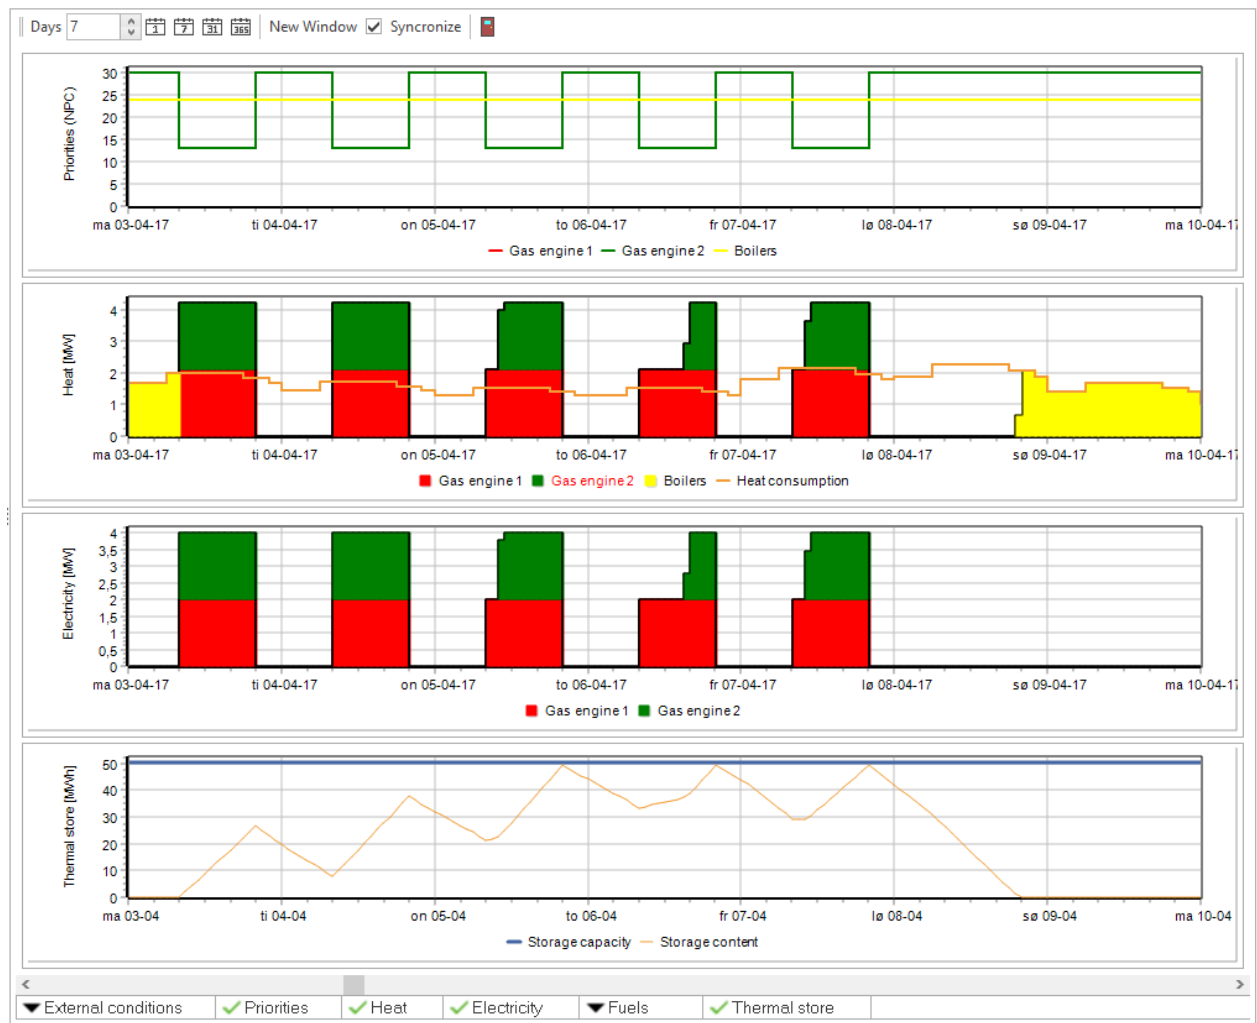 Days 7 1 7 31 365 New Window Syncronize
Priorities (NPC)
30
25
20
15
10
5
0
ma 03-04-17 ti 04-04-17 on 05-04-17 to 06-04-17 fr 07-04-17 lø 08-04-17 sø 09-04-17 ma 10-04-17
Gas engine 1 Gas engine 2 Boilers
Heat [MW]
4
3
2
1
0
ma 03-04-17 ti 04-04-17 on 05-04-17 to 06-04-17 fr 07-04-17 lø 08-04-17 sø 09-04-17 ma 10-04-17
Gas engine 1 Gas engine 2 Boilers Heat consumption
Electricity [MW]
4
3,5
3
2,5
2
1,5
1
0,5
0
ma 03-04-17 ti 04-04-17 on 05-04-17 to 06-04-17 fr 07-04-17 lø 08-04-17 sø 09-04-17 ma 10-04-17
Gas engine 1 Gas engine 2
Thermal store [MWh]
50
40
30
20
10
0
ma 03-04 ti 04-04 on 05-04 to 06-04 fr 07-04 lø 08-04 sø 09-04 ma 10-04
Storage capacity Storage content
External conditions Priorities Heat Electricity Fuels Thermal store